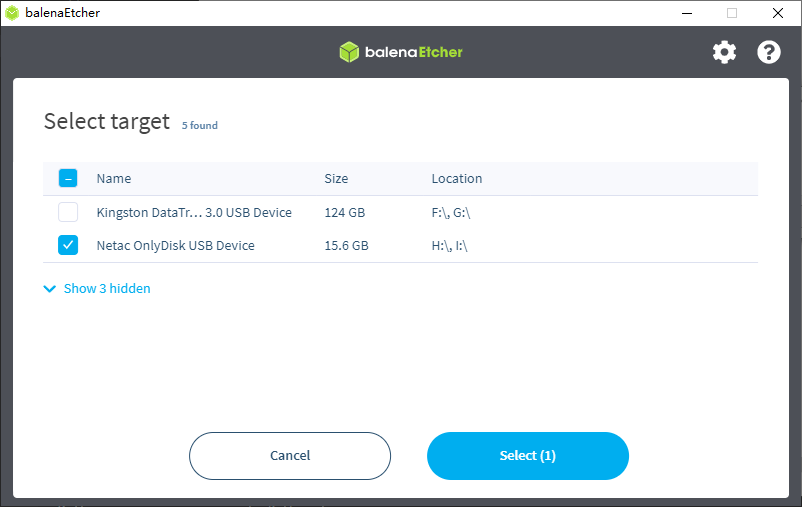 balenaEtcher
balenaEtcher
Select target 5 found
Name Size Location
Kingston DataTr... 3.0 USB Device 124 GB F:\, G:\
Netac OnlyDisk USB Device 15.6 GB H:\, I:\
Show 3 hidden
Cancel Select (1)